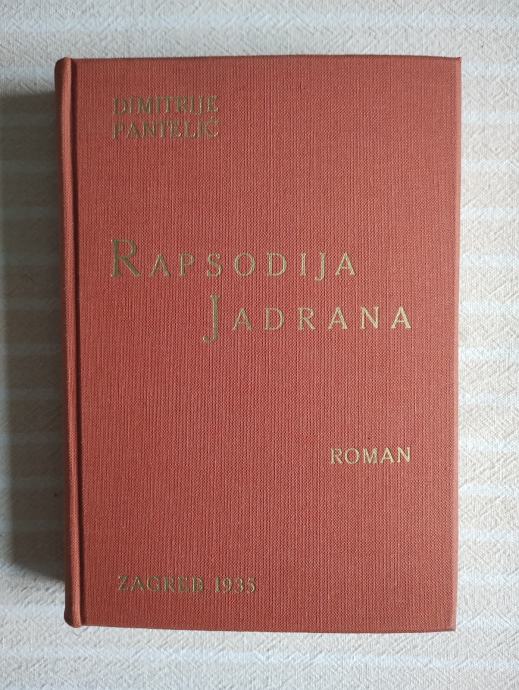 DIMITRIJE
PANTELIĆ
RAPSODIJA
JADRANA
ROMAN
ZAGREB 1935